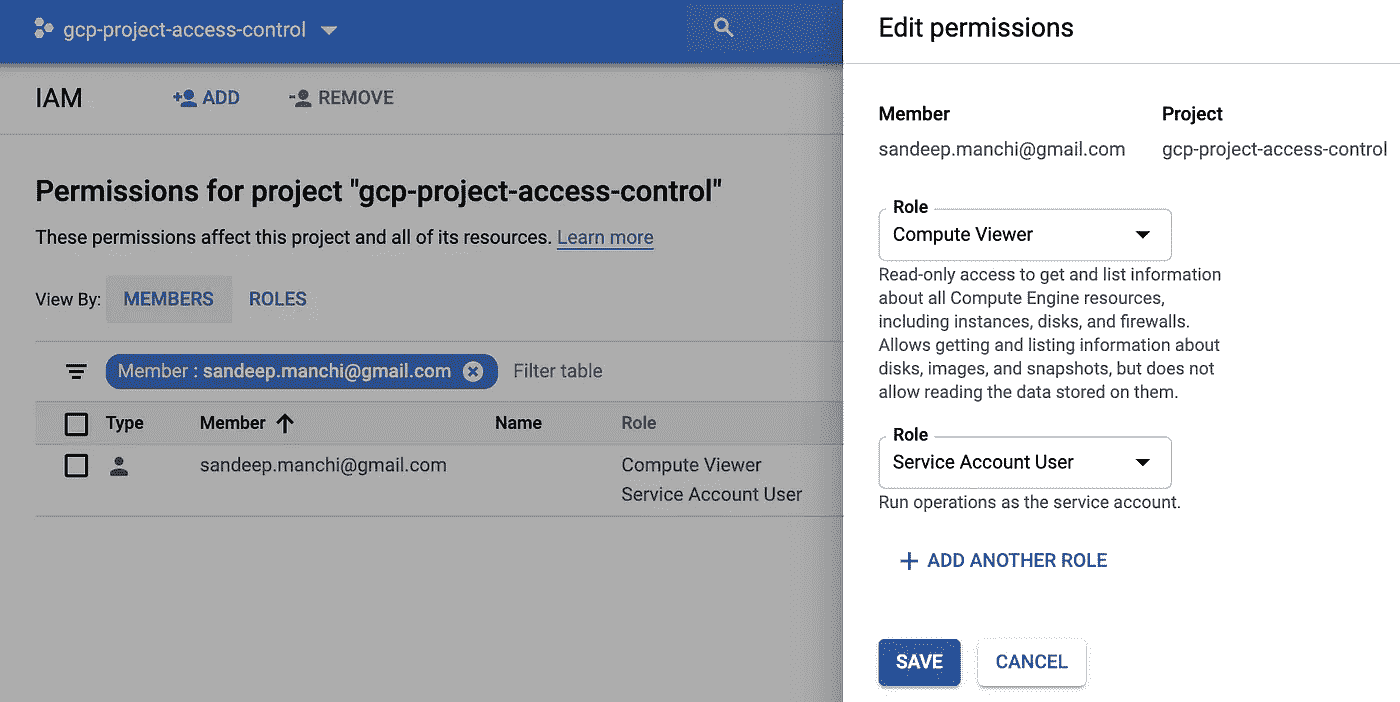 gcp-project-access-control
IAM
ADD
REMOVE
Permissions for project "gcp-project-access-control"
These permissions affect this project and all of its resources. Learn more
View By: MEMBERS ROLES
Member : sandeep.manchi@gmail.com Filter table
Type Member Name Role
sandeep.manchi@gmail.com Compute Viewer
Service Account User
Edit permissions
Member Project
sandeep.manchi@gmail.com gcp-project-access-control
Role
Compute Viewer
Read-only access to get and list information
about all Compute Engine resources,
including instances, disks, and firewalls.
Allows getting and listing information about
disks, images, and snapshots, but does not
allow reading the data stored on them.
Role
Service Account User
Run operations as the service account.
ADD ANOTHER ROLE
SAVE CANCEL